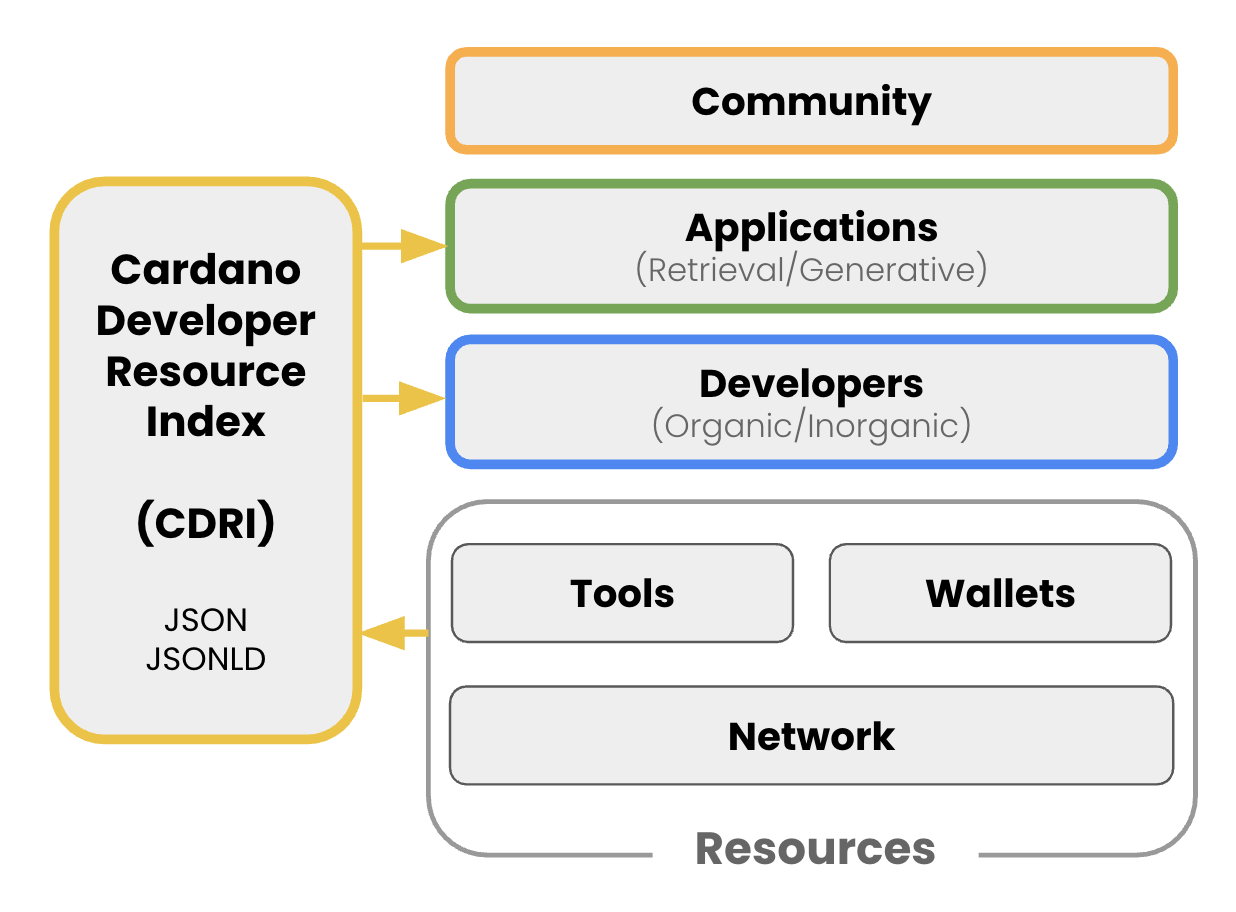 Community
Applications
(Retrieval/Generative)
Developers
(Organic/Inorganic)
Cardano
Developer
Resource
Index
(CDRI)
JSON
JSONLD
Tools
Wallets
Network
Resources